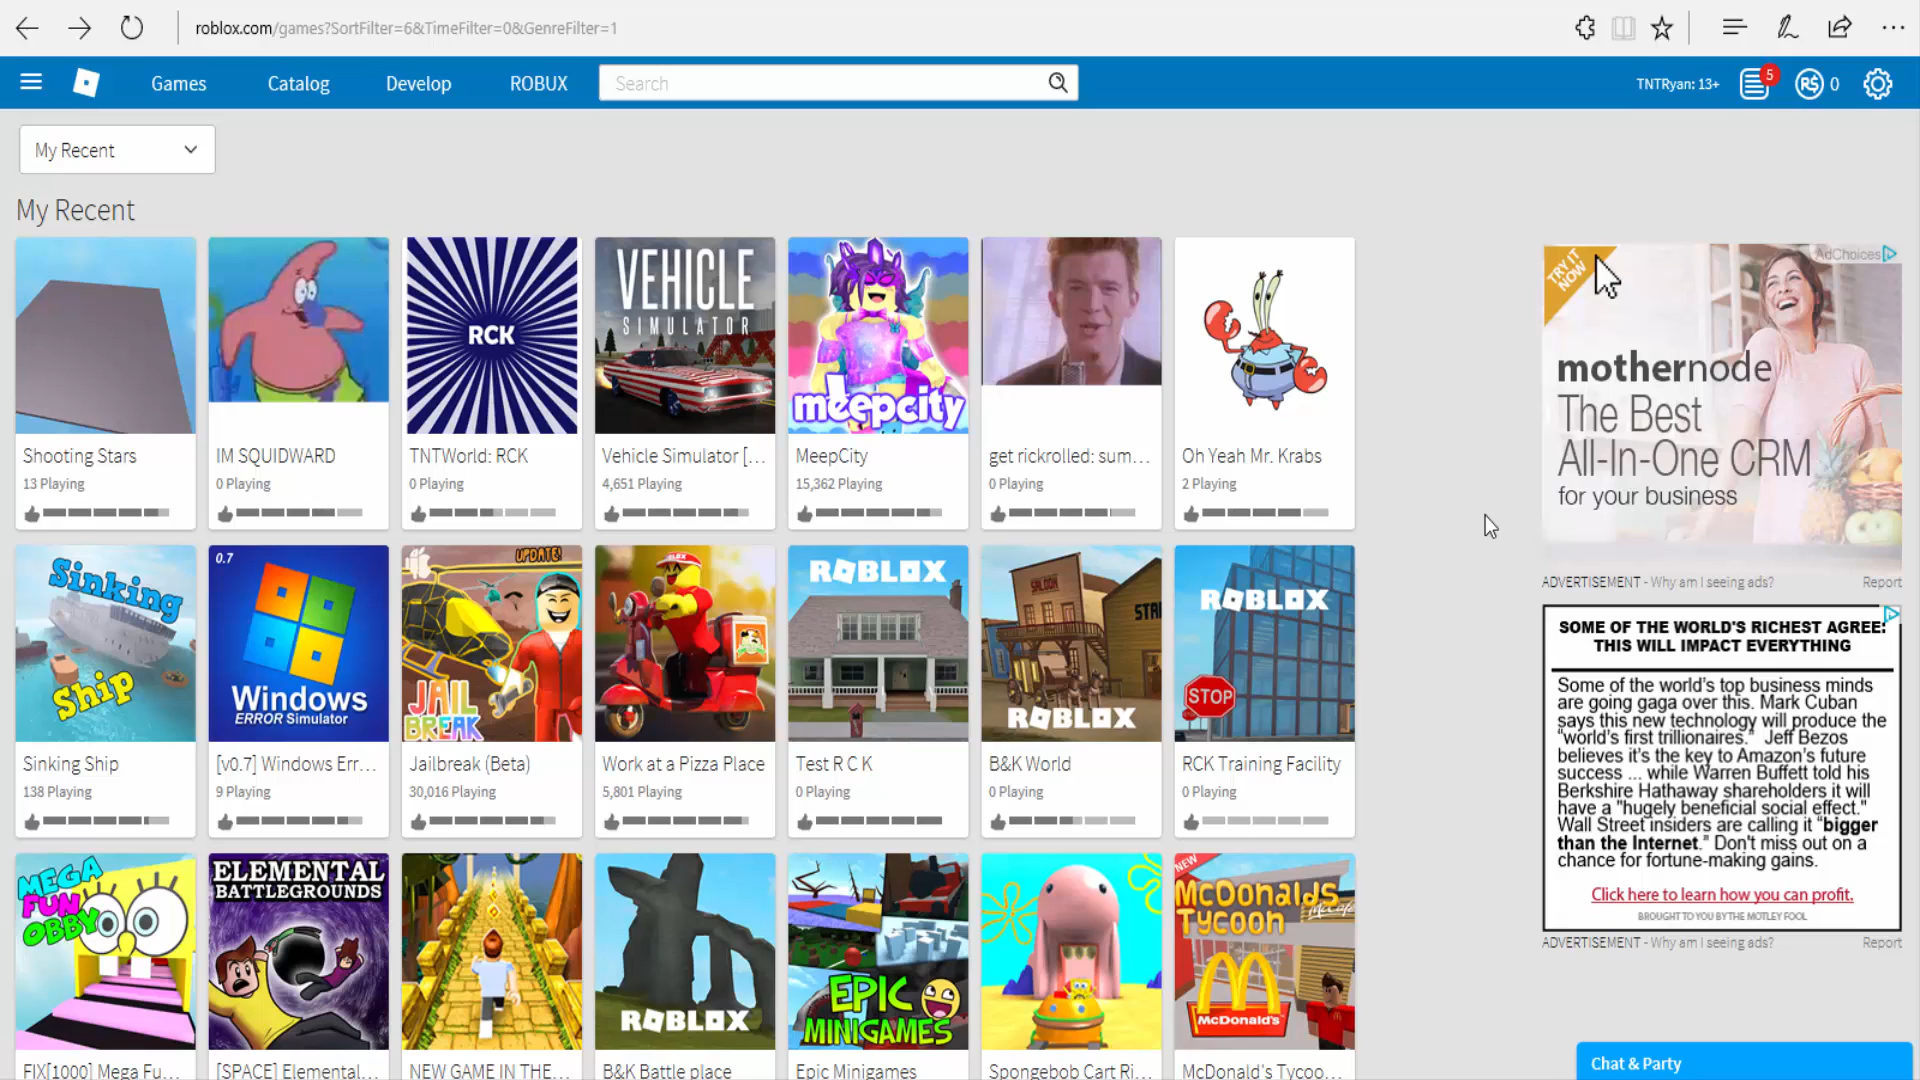 roblox.com/games?SortFilter=6&TimeFilter=0&GenreFilter=1
Games
Catalog
Develop
ROBUX
Search
TNTRyan: 13+
5
R$
0
My Recent
My Recent
RCK
VEHICLE
SIMULATOR
meepcity
Shooting Stars
IM SQUIDWARD
TNTWorld: RCK
Vehicle Simulator [...
MeepCity
get rickrolled: sum...
Oh Yeah Mr. Krabs
13 Playing
0 Playing
0 Playing
4,651 Playing
15,362 Playing
0 Playing
2 Playing
Sinking
Ship
0.7
Windows
ERROR Simulator
UPDATE!
JAIL
BREAK
ROBLOX
SALOON
ROBLOX
ROBLOX
STOP
Sinking Ship
[v0.7] Windows Err...
Jailbreak (Beta)
Work at a Pizza Place
Test R C K
B&K World
RCK Training Facility
138 Playing
9 Playing
30,016 Playing
5,801 Playing
0 Playing
0 Playing
0 Playing
MEGA
FUN
OBBY
ELEMENTAL
BATTLEGROUNDS
ROBLOX
EPIC
MINIGAMES
NEW
McDonalds
Tycoon
McCafe
McDonald's
FIX[1000] Mega Fu...
[SPACE] Elemental...
NEW GAME IN THE...
B&K Battle place
Epic Minigames
Spongebob Cart Ri...
McDonald's Tycoo...
TRY IT
NOW
AdChoices
mothernode
The Best
All-In-One CRM
for your business
ADVERTISEMENT - Why am I seeing ads?
Report
SOME OF THE WORLD'S RICHEST AGREE:
THIS WILL IMPACT EVERYTHING
Some of the world's top business minds
are going gaga over this. Mark Cuban
says this new technology will produce the
"world's first trillionaires." Jeff Bezos
believes it's the key to Amazon's future
success ... while Warren Buffett told his
Berkshire Hathaway shareholders it will
have a "hugely beneficial social effect."
Wall Street insiders are calling it "bigger
than the Internet." Don't miss out on a
chance for fortune-making gains.
Click here to learn how you can profit.
BROUGHT TO YOU BY THE MOTLEY FOOL
ADVERTISEMENT - Why am I seeing ads?
Report
Chat & Party